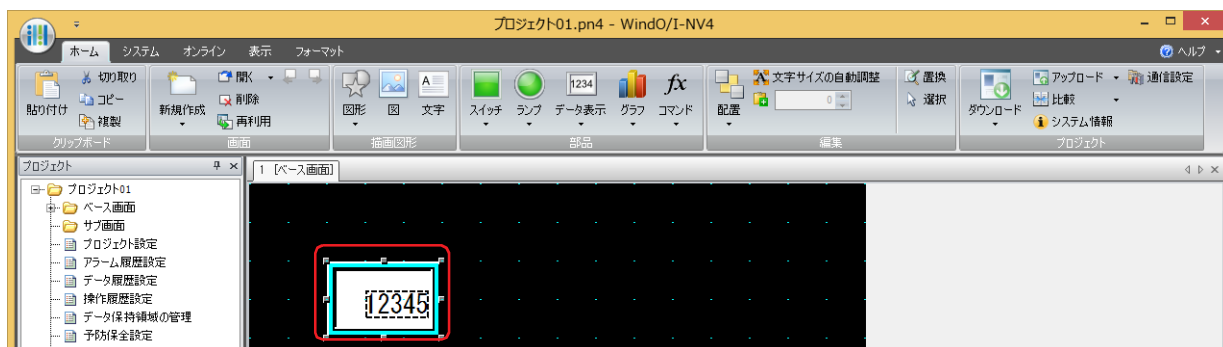 プロジェクト01.pn4 - WindO/I-NV4
ホーム システム オンライン 表示 フォーマット ヘルプ
貼り付け 切り取り コピー 複製
クリップボード
新規作成 開く 削除 再利用
画面
図形 図 文字
描画図形
スイッチ ランプ 1234 データ表示 グラフ fx コマンド
部品
配置 文字サイズの自動調整 0 置換 選択
編集
ダウンロード アップロード 比較 システム情報 通信設定
プロジェクト
プロジェクト
1 [ベース画面]
プロジェクト01
ベース画面
サブ画面
プロジェクト設定
アラーム履歴設定
データ履歴設定
操作履歴設定
データ保持領域の管理
予防保全設定
12345